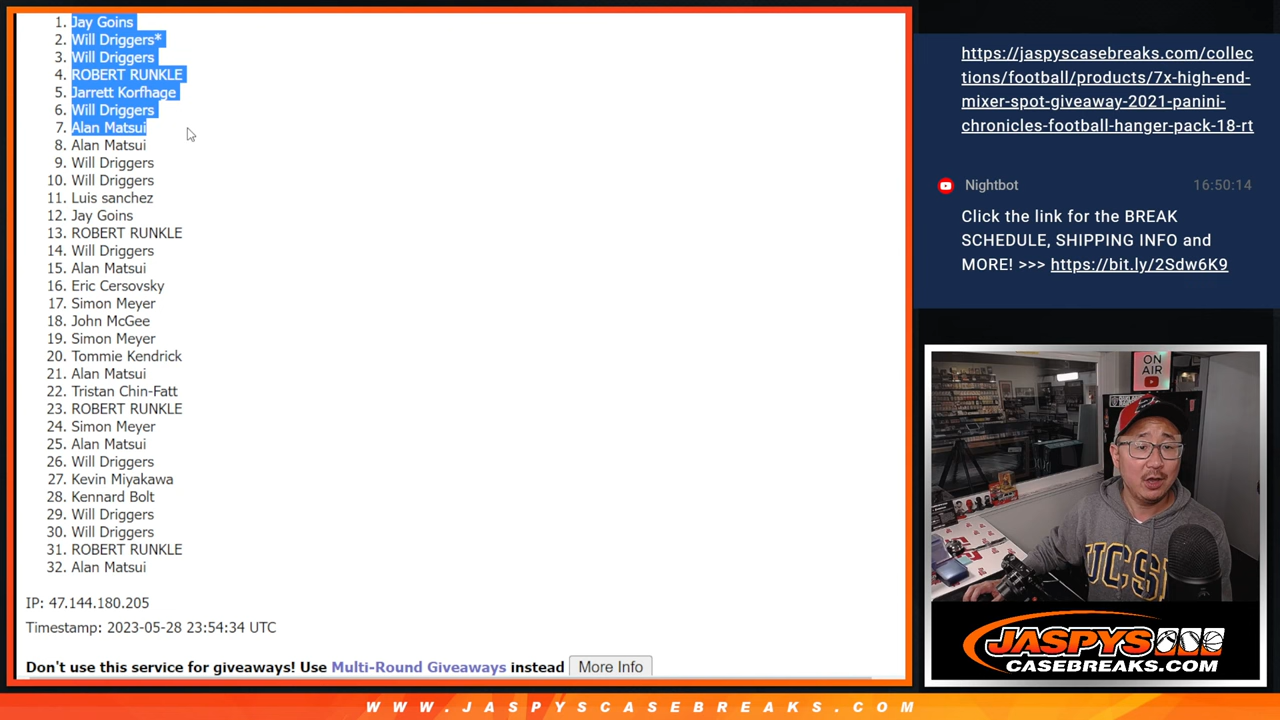 1. Jay Goins
2. Will Driggers*
3. Will Driggers
4. ROBERT RUNKLE
5. Jarrett Korfhage
6. Will Driggers
7. Alan Matsui
8. Alan Matsui
9. Will Driggers
10. Will Driggers
11. Luis sanchez
12. Jay Goins
13. ROBERT RUNKLE
14. Will Driggers
15. Alan Matsui
16. Eric Cersovsky
17. Simon Meyer
18. John McGee
19. Simon Meyer
20. Tommie Kendrick
21. Alan Matsui
22. Tristan Chin-Fatt
23. ROBERT RUNKLE
24. Simon Meyer
25. Alan Matsui
26. Will Driggers
27. Kevin Miyakawa
28. Kennard Bolt
29. Will Driggers
30. Will Driggers
31. ROBERT RUNKLE
32. Alan Matsui
IP: 47.144.180.205
Timestamp: 2023-05-28 23:54:34 UTC
Don't use this service for giveaways! Use Multi-Round Giveaways instead More Info
https://jaspyscasebreaks.com/collec
tions/football/products/7x-high-end-
mixer-spot-giveaway-2021-panini-
chronicles-football-hanger-pack-18-rt
Nightbot 16:50:14
Click the link for the BREAK
SCHEDULE, SHIPPING INFO and
MORE! >>> https://bit.ly/2Sdw6K9
ON
AIR
UCSD
JASPYS
CASEBREAKS.COM
WWW.JASPYSCASEBREAKS.COM